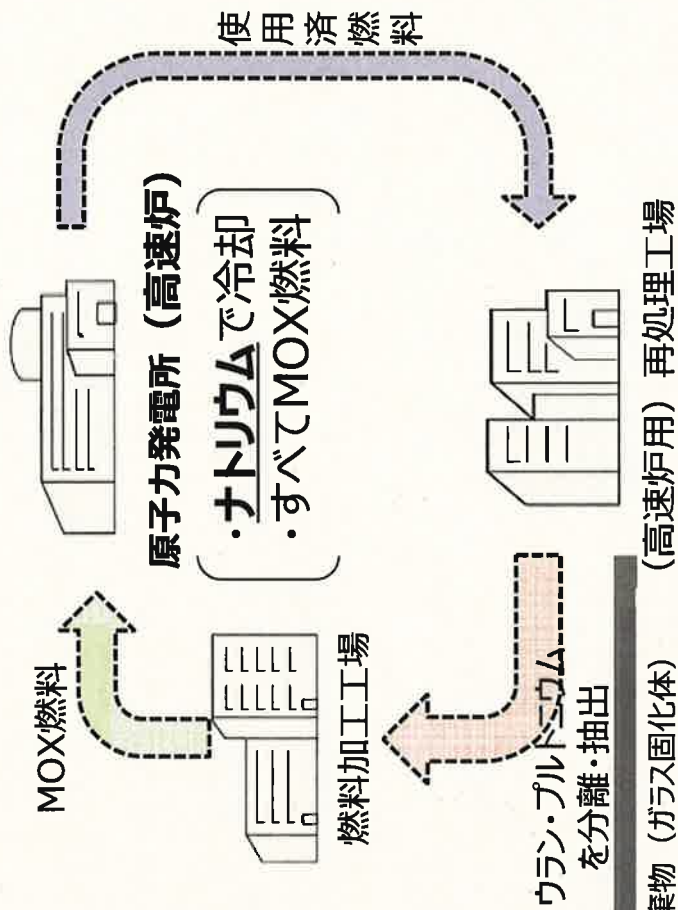 MOX燃料
原子力発電所（高速炉）
・ナトリウムで冷却
・すべてMOX燃料
使用済燃料
燃料加工工場
ウラン・プルトニウム
を分離・抽出
（高速炉用）再処理工場
棄物（ガラス固化体）